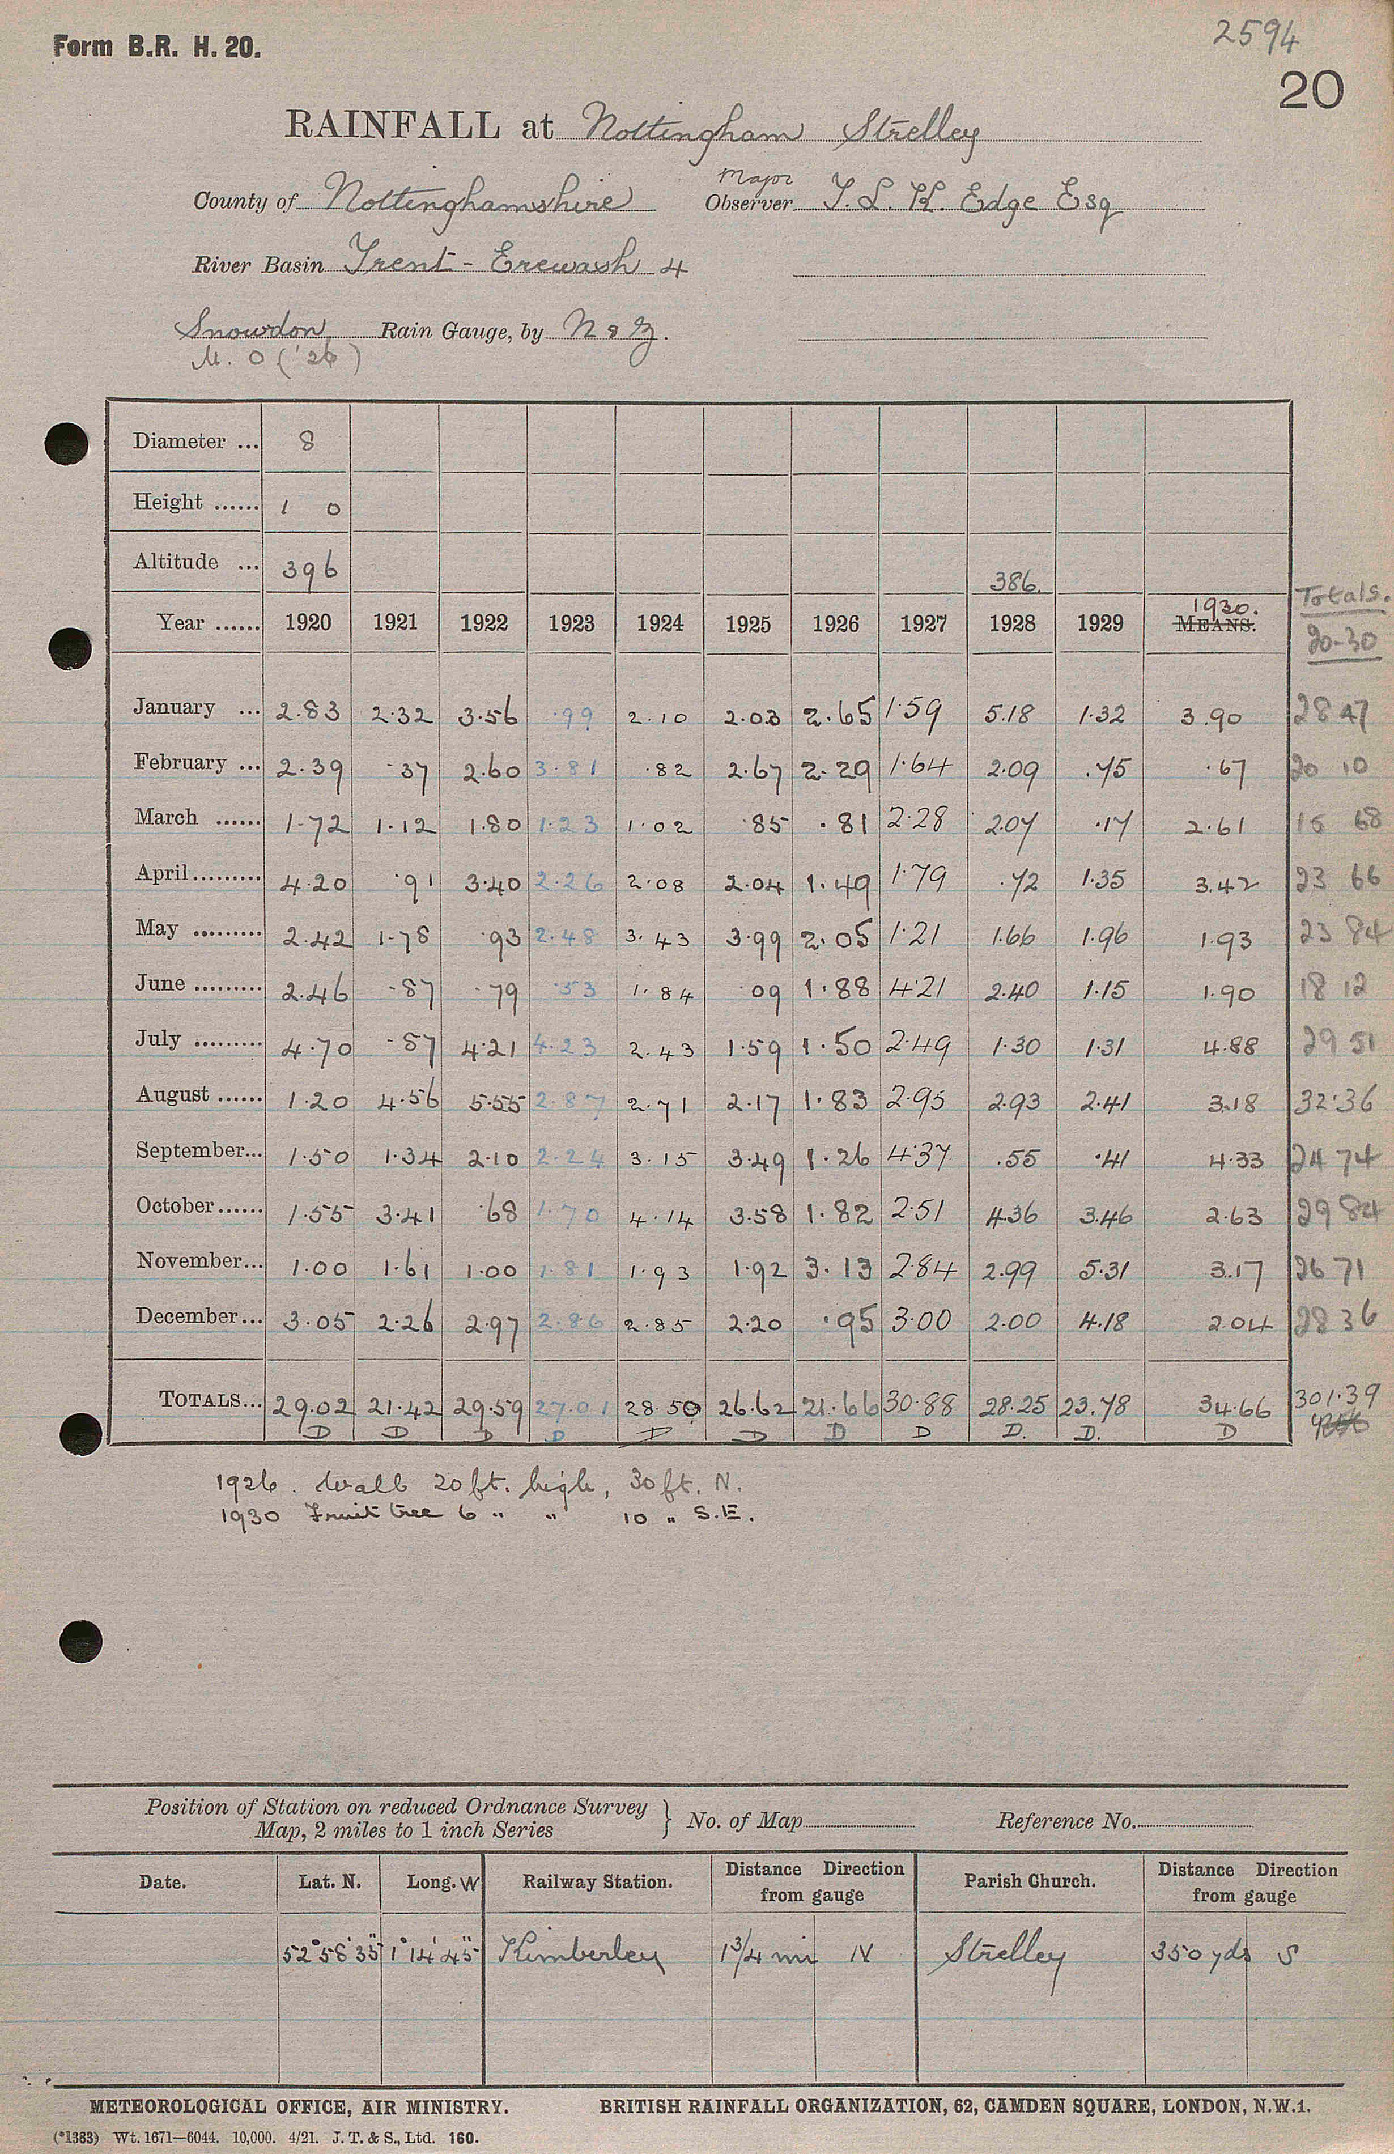 Form B.R. H. 20.
2594
20
RAINFALL at Nottingham Strelley
County of Nottinghamshire Major Observer T. L. K. Edge Esq
River Basin Trent - Erewash 4
Snowdon Rain Gauge, by N & Z.
M. O ('26)
Diameter ... 8
Height ...... 1 0
Altitude ... 396 386.
Year ...... 1920 1921 1922 1923 1924 1925 1926 1927 1928 1929 1930. MEANS. Totals. 20-30
January ... 2.83 2.32 3.56 .99 2.10 2.03 2.65 1.59 5.18 1.32 3.90 28 47
February ... 2.39 .37 2.60 3.81 .82 2.67 2.29 1.64 2.09 .75 .67 20 10
March ...... 1.72 1.12 1.80 1.23 1.02 .85 .81 2.28 2.07 .17 2.61 15 68
April......... 4.20 .91 3.40 2.26 2.08 2.04 1.49 1.79 .72 1.35 3.42 23 66
May ......... 2.42 1.78 .93 2.48 3.43 3.99 2.05 1.21 1.66 1.96 1.93 23 84
June ......... 2.46 .87 .79 .53 1.84 09 1.88 4.21 2.40 1.15 1.90 18 12
July ......... 4.70 .87 4.21 4.23 2.43 1.59 1.50 2.49 1.30 1.31 4.88 29 51
August ...... 1.20 4.56 5.55 2.87 2.71 2.17 1.83 2.95 2.93 2.41 3.18 32.36
September... 1.50 1.34 2.10 2.24 3.15 3.49 1.26 4.37 .55 .41 4.33 24 74
October...... 1.55 3.41 .68 1.70 4.14 3.58 1.82 2.51 4.36 3.46 2.63 29 84
November... 1.00 1.61 1.00 1.81 1.93 1.92 3.13 2.84 2.99 5.31 3.17 26 71
December... 3.05 2.26 2.97 2.86 2.85 2.20 .95 3.00 2.00 4.18 2.04 28 36
TOTALS... 29.02 21.42 29.59 27.01 28.50 26.62 21.66 30.88 28.25 23.78 34.66 301.39
D D D D D D D D D. D. D
1926. Wall 20 ft. high, 30 ft. N.
1930 Fruit tree 6 " " 10 " S.E.
Position of Station on reduced Ordnance Survey Map, 2 miles to 1 inch Series } No. of Map Reference No.
Date. Lat. N. Long. W Railway Station. Distance Direction from gauge Parish Church. Distance Direction from gauge
52° 58' 35" 1° 14' 45" Kimberley 1¾ mi N Strelley 350 yds S
METEOROLOGICAL OFFICE, AIR MINISTRY. BRITISH RAINFALL ORGANIZATION, 62, CAMDEN SQUARE, LONDON, N.W.1.
(*1383) Wt. 1671—6044. 10,000. 4/21. J. T. & S., Ltd. 160.